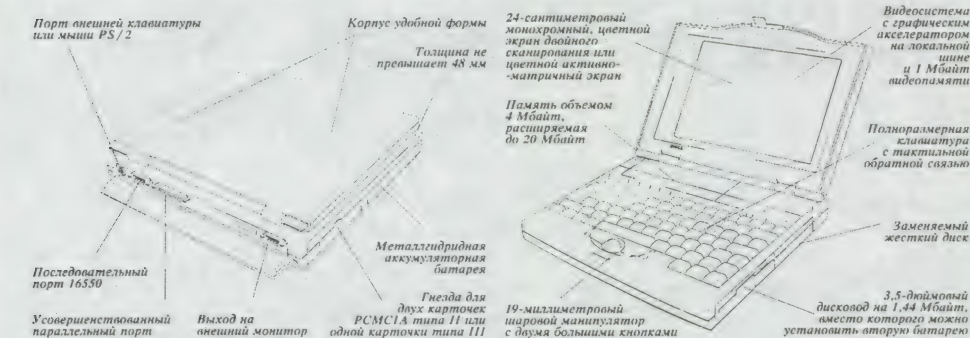 Порт внешней клавиатуры
или мыши PS/2
Корпус удобной формы
Толщина не
превышает 48 мм
Последовательный
порт 16550
Усовершенствованный
параллельный порт
Выход на
внешний монитор
Металлгидридная
аккумуляторная
батарея
Гнезда для
двух карточек
PCMCIA типа II или
одной карточки типа III
24-сантиметровый
монохромный, цветной
экран двойного
сканирования или
цветной активно-
-матричный экран
Память объемом
4 Мбайт,
расширяемая
до 20 Мбайт
19-миллиметровый
шаровой манипулятор
с двумя большими кнопками
Видеосистема
с графическим
акселератором
на локальной
шине
и 1 Мбайт
видеопамяти
Полноразмерная
клавиатура
с тактильной
обратной связью
Заменяемый
жесткий диск
3,5-дюймовый
дисковод на 1,44 Мбайт,
вместо которого можно
установить вторую батарею